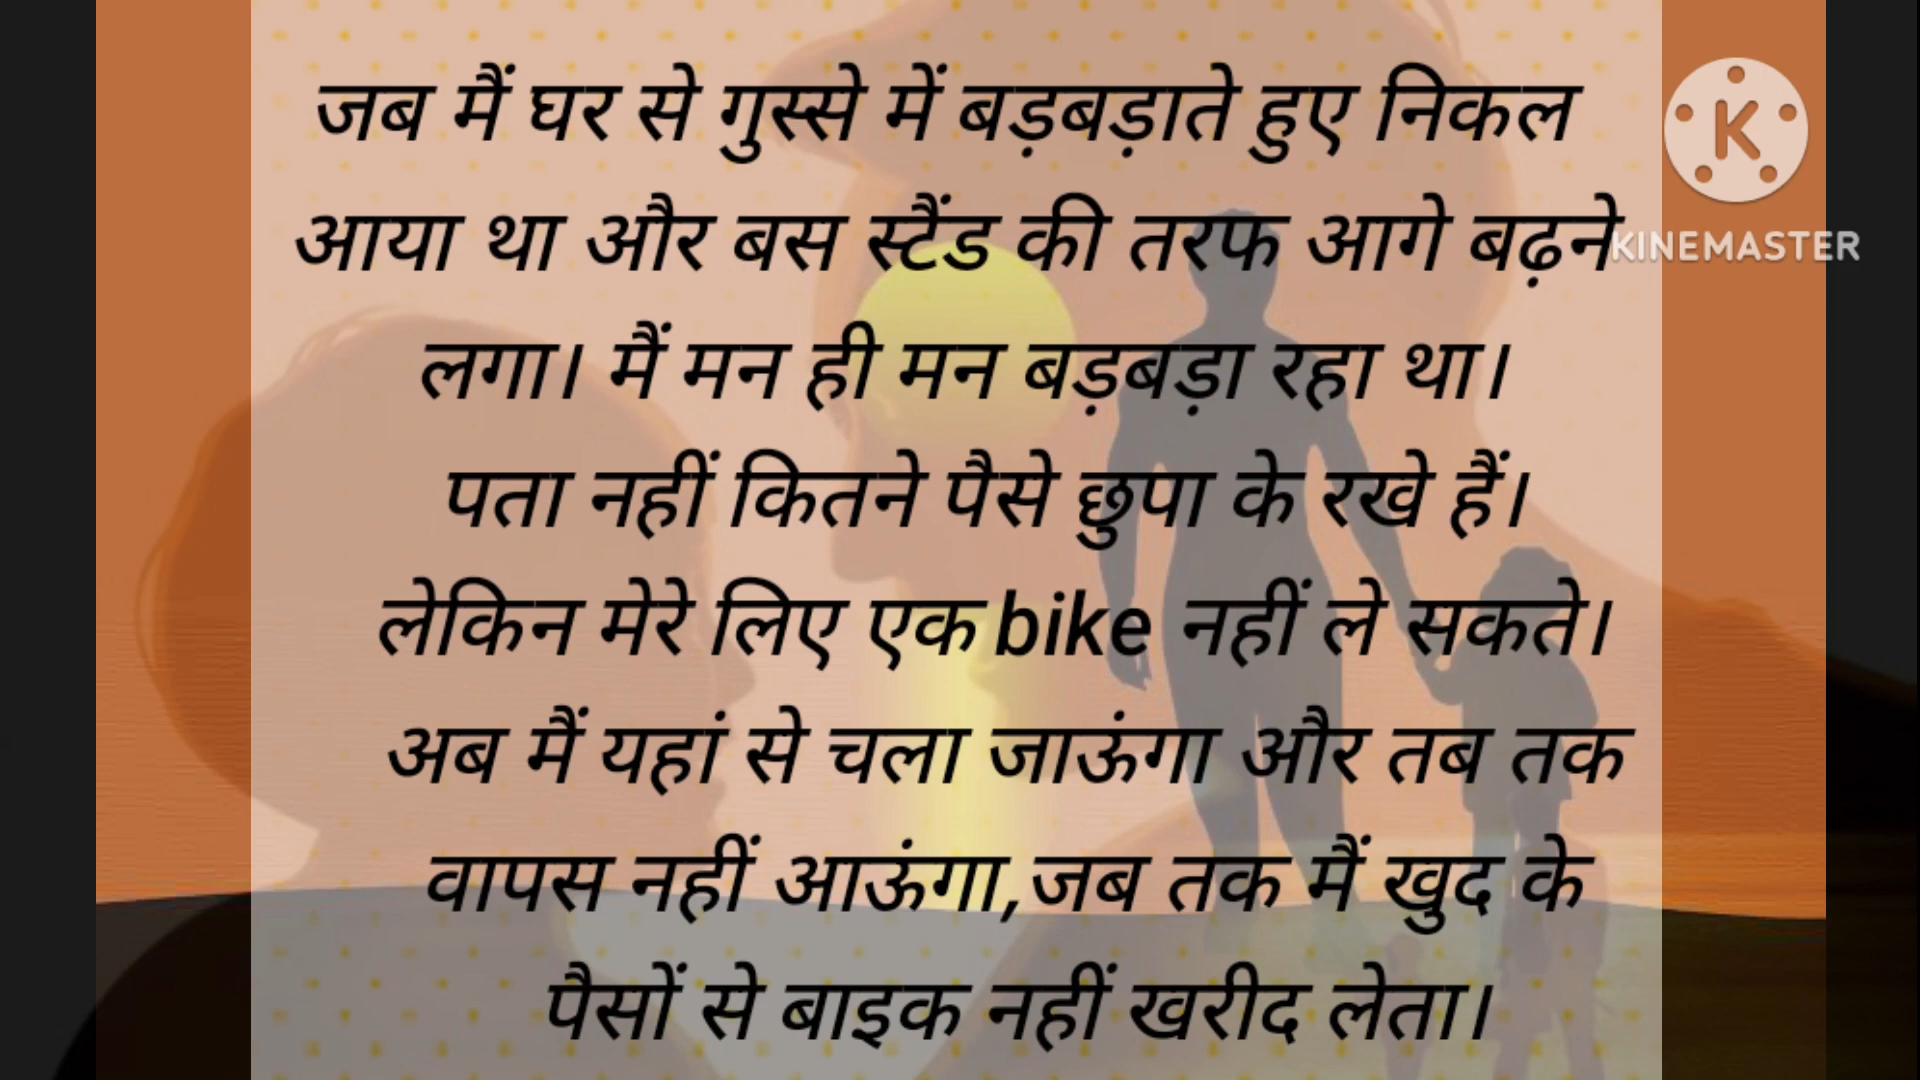 जब मैं घर से गुस्से में बड़बड़ाते हुए निकल
आया था और बस स्टैंड की तरफ आगे बढ़ने
लगा। मैं मन ही मन बड़बड़ा रहा था।
पता नहीं कितने पैसे छुपा के रखे हैं।
लेकिन मेरे लिए एक bike नहीं ले सकते।
अब मैं यहां से चला जाऊंगा और तब तक
वापस नहीं आऊंगा,जब तक मैं खुद के
पैसों से बाइक नहीं खरीद लेता।
K
KINEMASTER